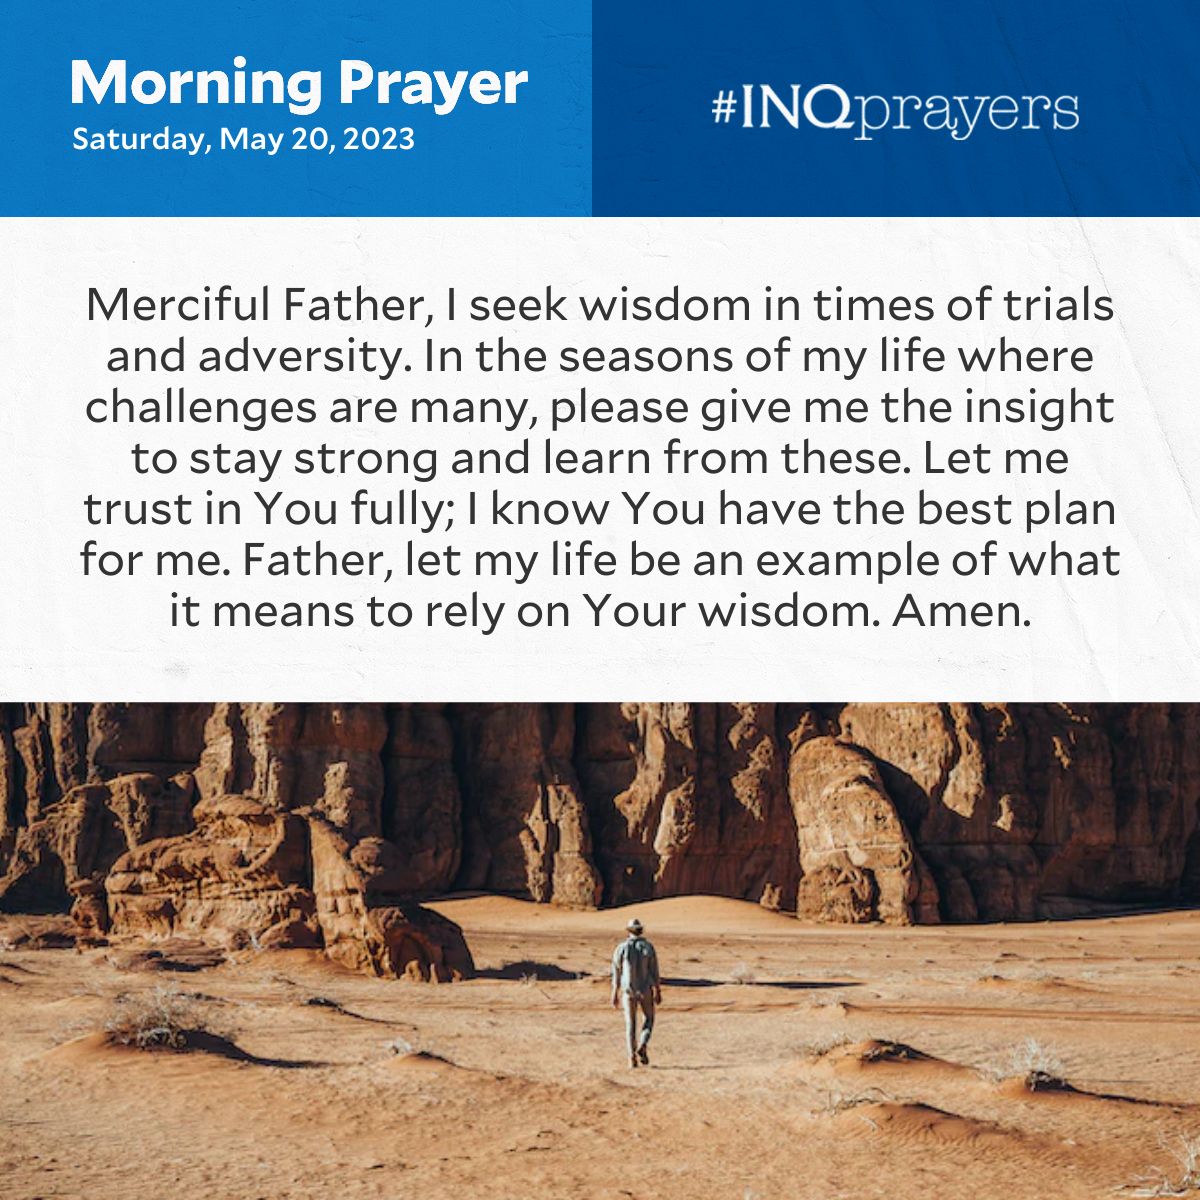 Morning Prayer
Saturday, May 20, 2023
#INQprayers
Merciful Father, I seek wisdom in times of trials
and adversity. In the seasons of my life where
challenges are many, please give me the insight
to stay strong and learn from these. Let me
trust in You fully; I know You have the best plan
for me. Father, let my life be an example of what
it means to rely on Your wisdom. Amen.